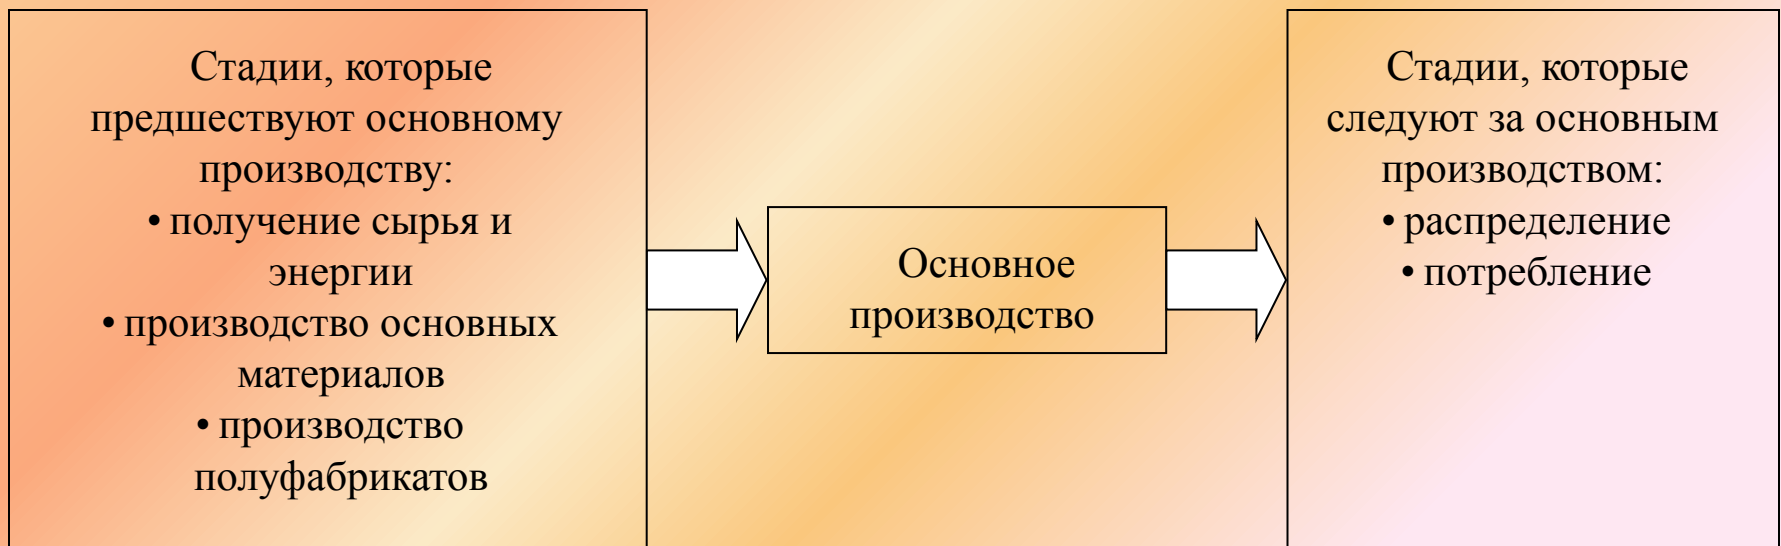 Стадии, которые
предшествуют основному
производству:
• получение сырья и
энергии
• производство основных
материалов
• производство
полуфабрикатов
Основное
производство
Стадии, которые
следуют за основным
производством:
• распределение
• потребление